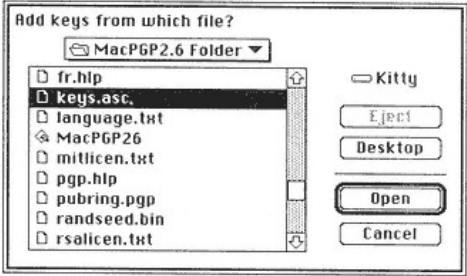 Add keys from which file?
MacPGP2.6 Folder
fr.hlp
keys.asc.
language.txt
MacPGP26
mitlicen.txt
pgp.hlp
pubring.pgp
randseed.bin
rsalicen.txt
Kitty
Eject
Desktop
Open
Cancel